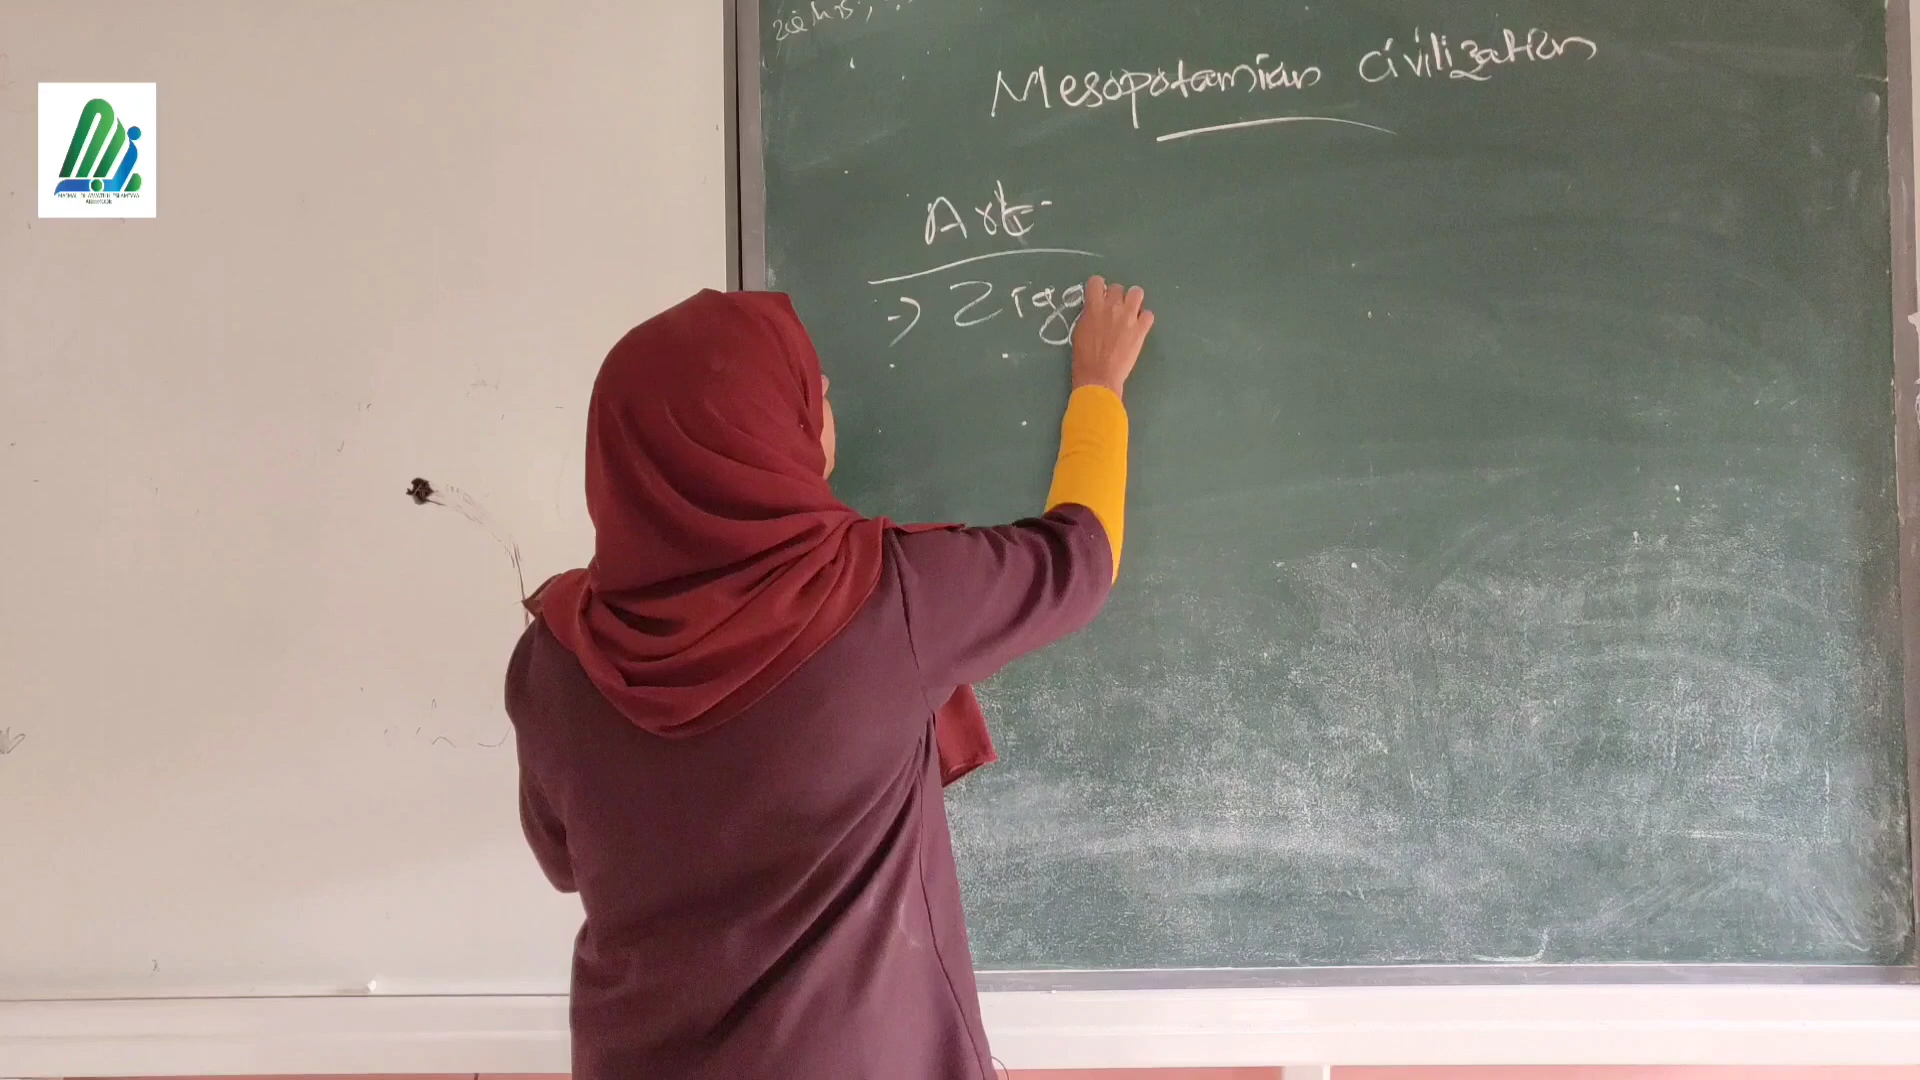 Mesopotamian civilization
Art
→ Zigg